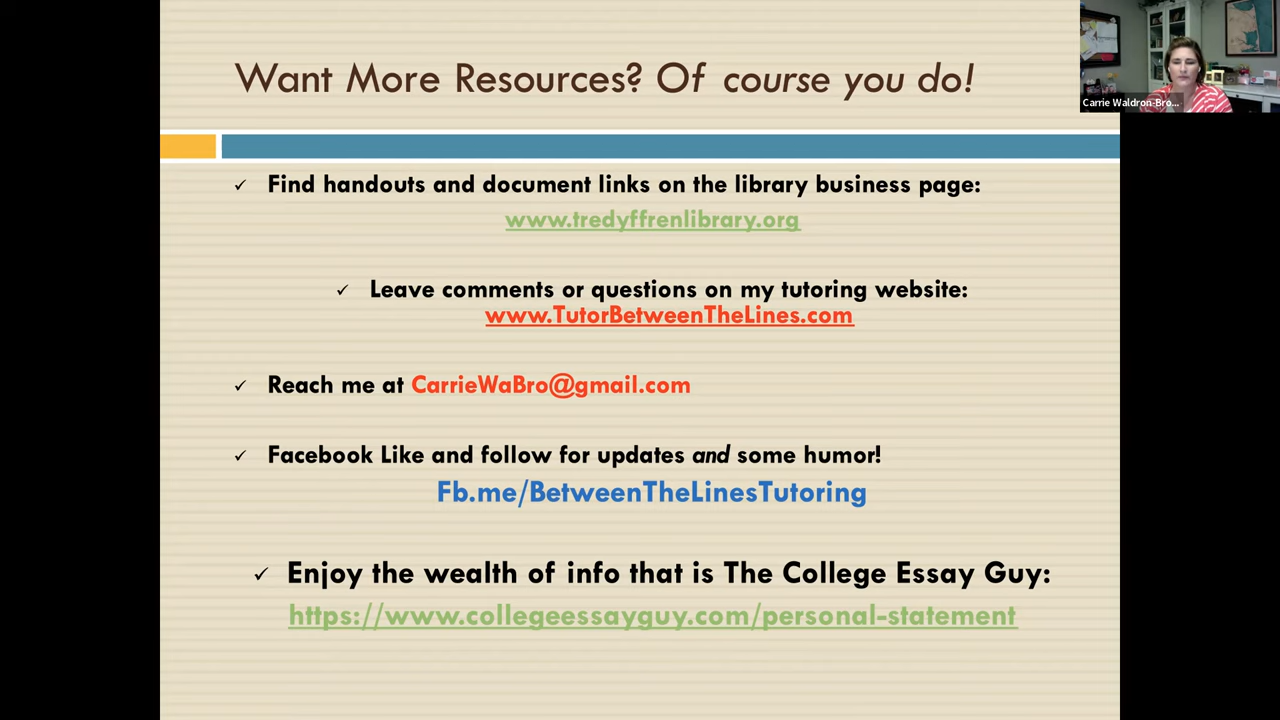 Want More Resources? Of course you do!
Carrie Waldron-Bro...
✓ Find handouts and document links on the library business page:
www.tredyffrenlibrary.org
✓ Leave comments or questions on my tutoring website:
www.TutorBetweenTheLines.com
✓ Reach me at CarrieWaBro@gmail.com
✓ Facebook Like and follow for updates and some humor!
Fb.me/BetweenTheLinesTutoring
✓ Enjoy the wealth of info that is The College Essay Guy:
https://www.collegeessayguy.com/personal-statement